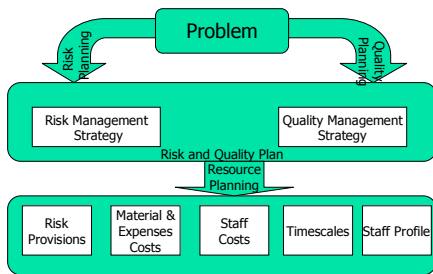 Problem
Risk
Planning
Quality
Planning
Risk Management
Strategy
Quality Management
Strategy
Risk and Quality Plan
Resource
Planning
Risk
Provisions
Material &
Expenses
Costs
Staff
Costs
Timescales
Staff Profile